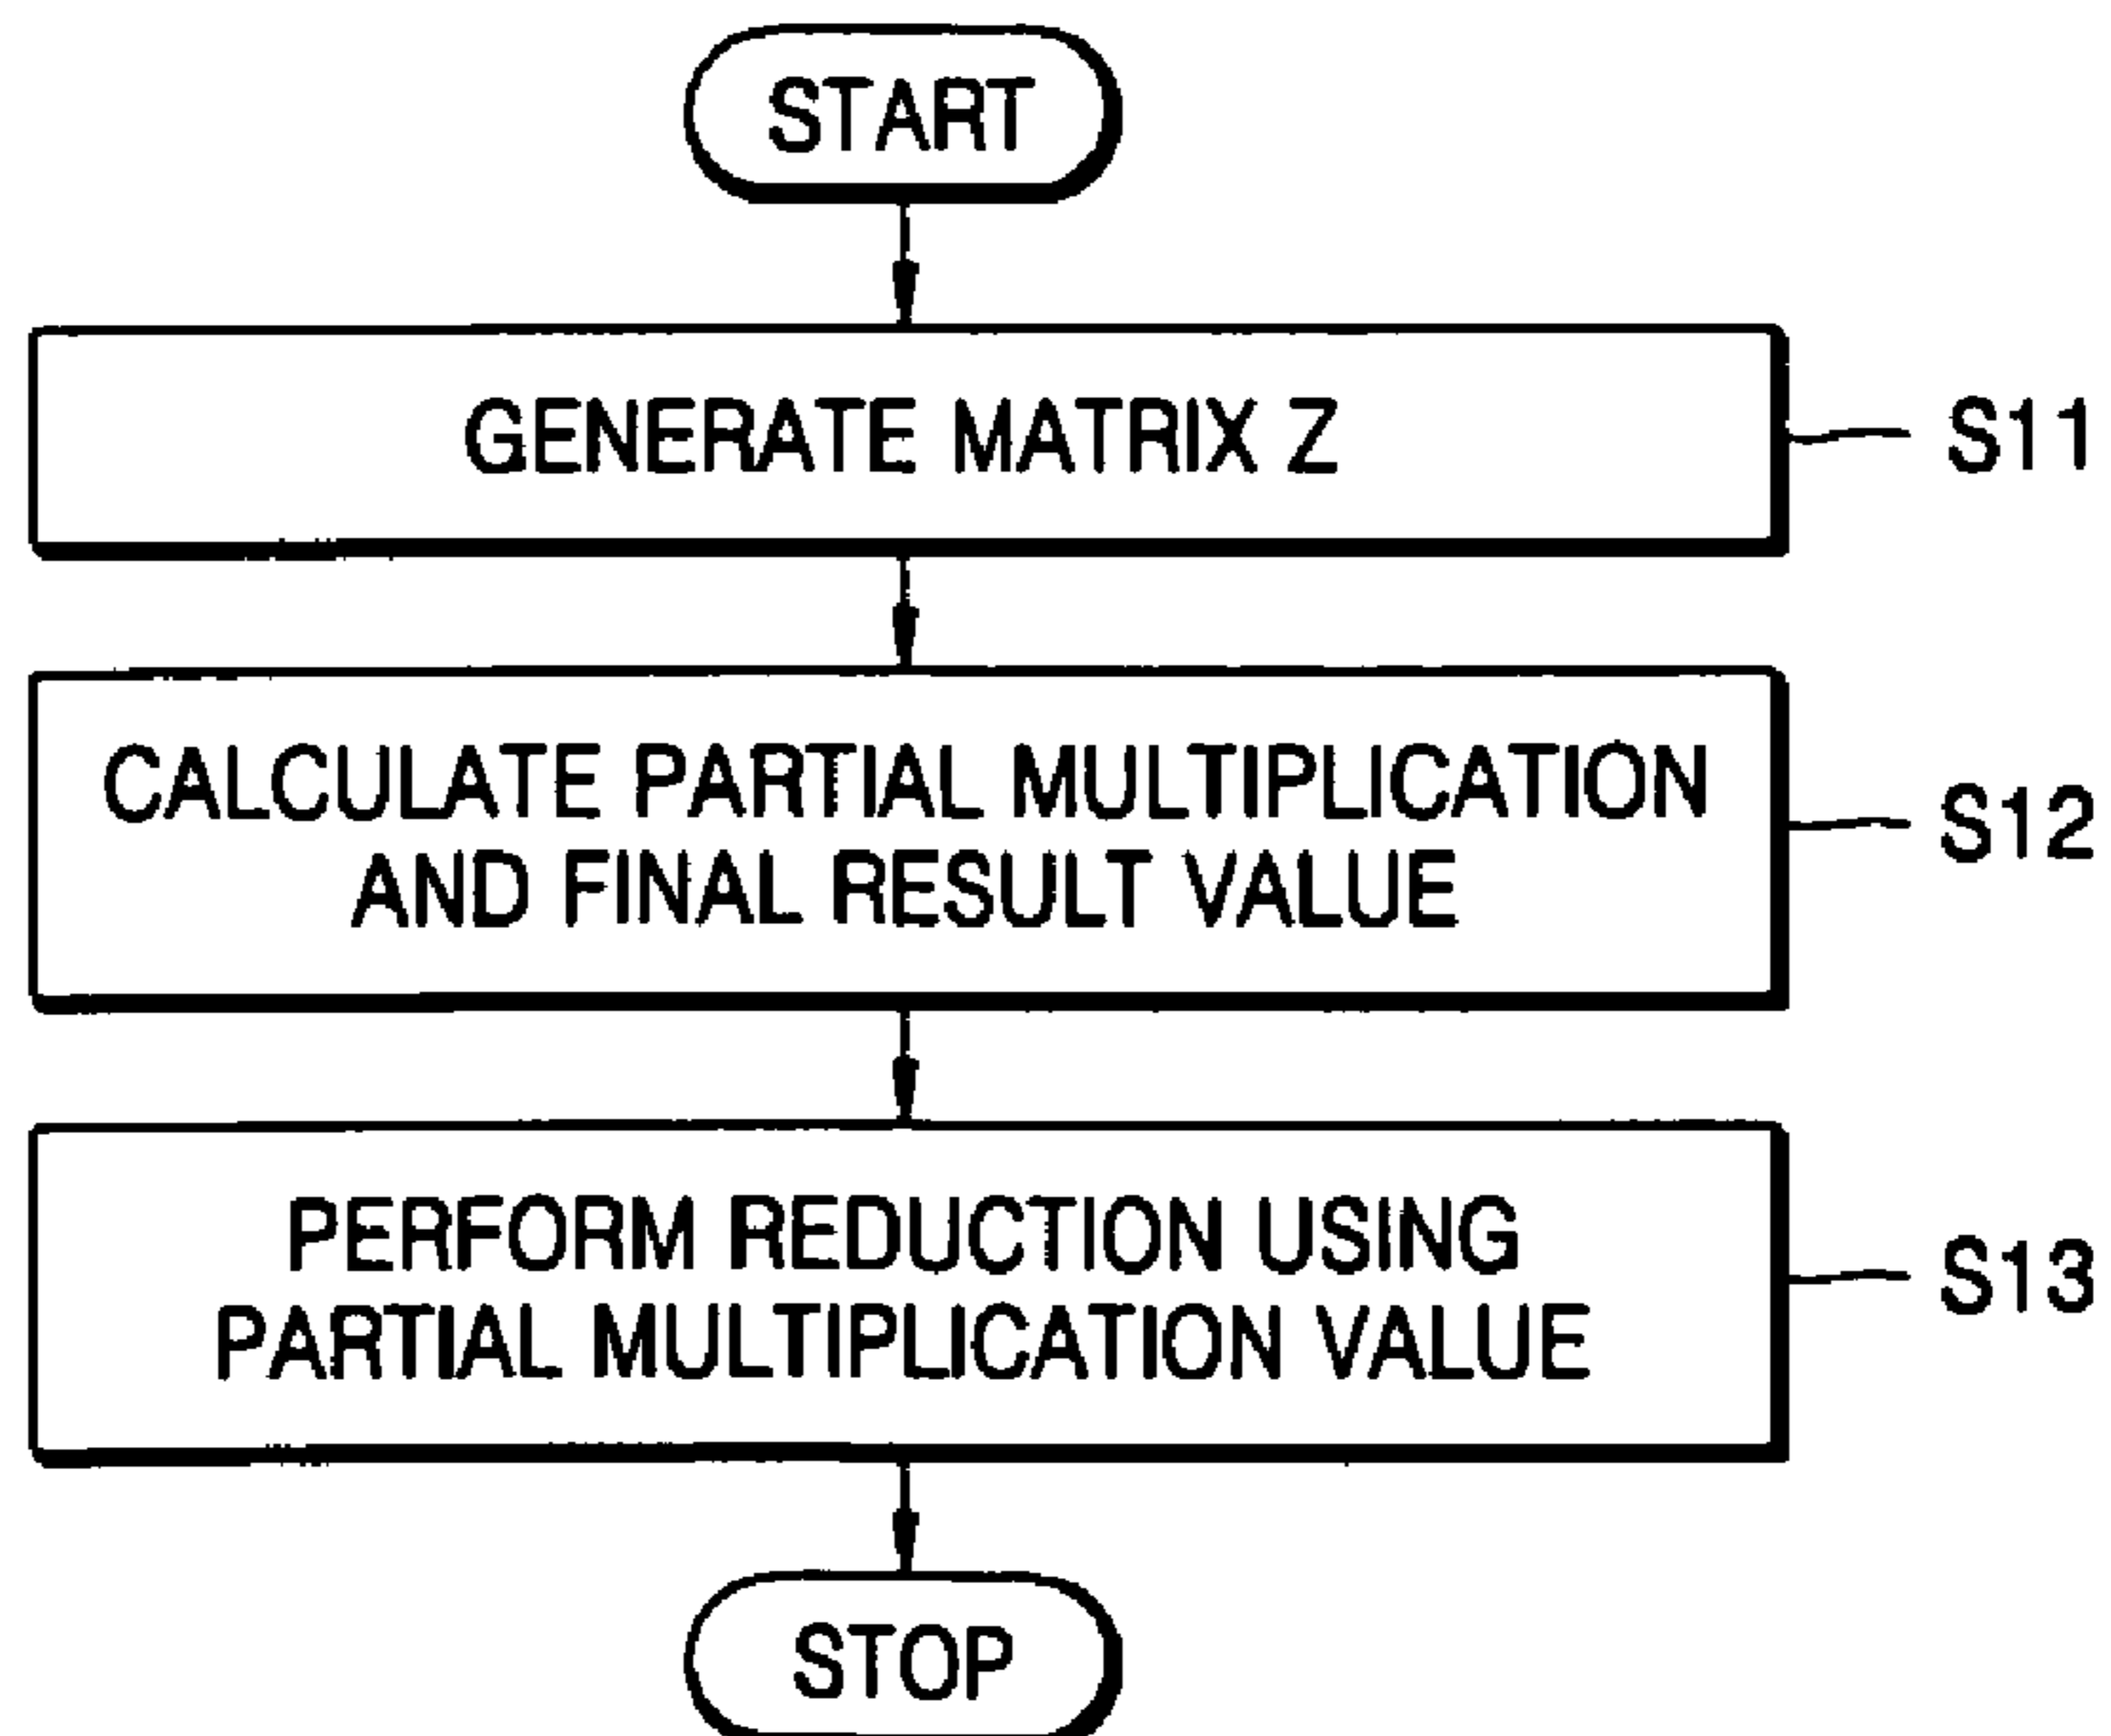 START
GENERATE MATRIX Z
S11
CALCULATE PARTIAL MULTIPLICATION
AND FINAL RESULT VALUE
S12
PERFORM REDUCTION USING
PARTIAL MULTIPLICATION VALUE
S13
STOP